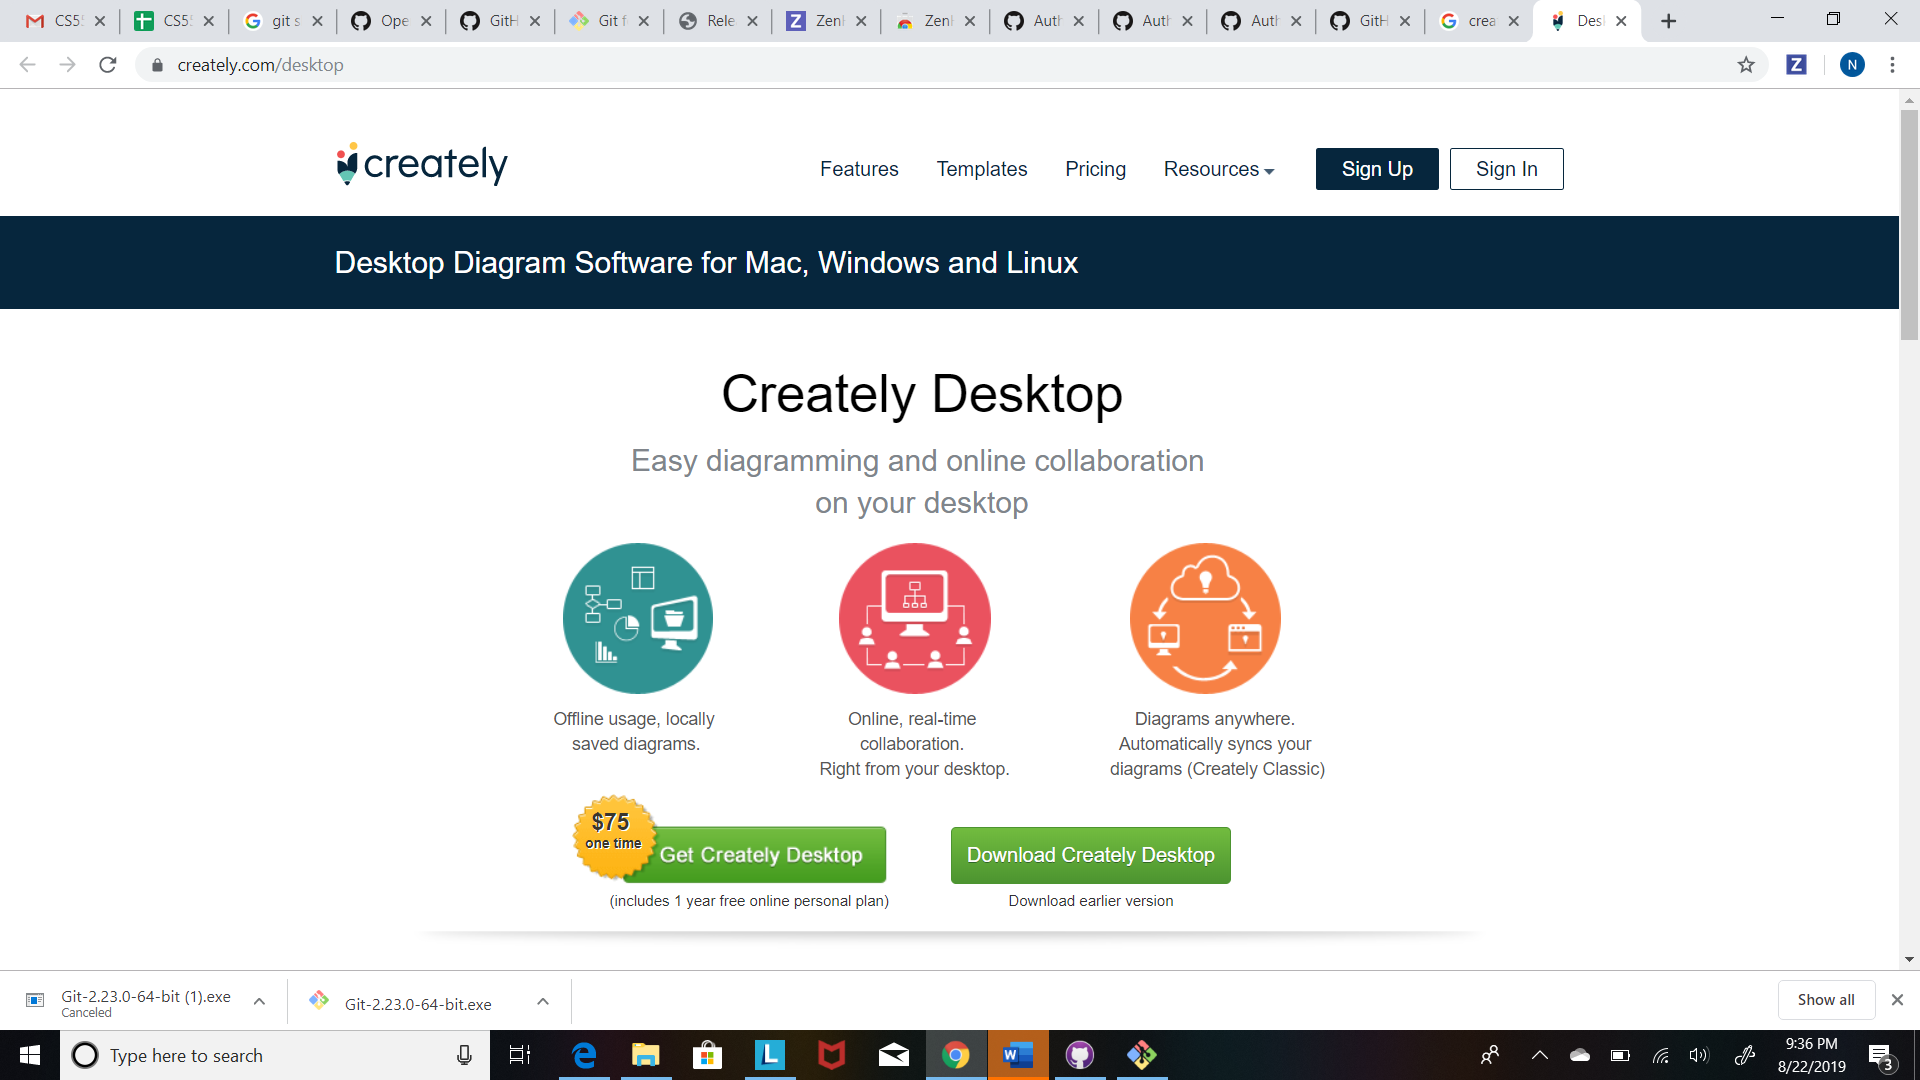 CS5
CS5
git s
Ope
GitH
Git f
Rele
Zen
Zen
Auth
Auth
Auth
GitH
crea
Des
creately.com/desktop
Z
N
creately
Features
Templates
Pricing
Resources
Sign Up
Sign In
Desktop Diagram Software for Mac, Windows and Linux
Creately Desktop
Easy diagramming and online collaboration
on your desktop
Offline usage, locally
saved diagrams.
Online, real-time
collaboration.
Right from your desktop.
Diagrams anywhere.
Automatically syncs your
diagrams (Creately Classic)
$75
one time
Get Creately Desktop
Download Creately Desktop
(includes 1 year free online personal plan)
Download earlier version
Git-2.23.0-64-bit (1).exe
Canceled
Git-2.23.0-64-bit.exe
Show all
Type here to search
9:36 PM
8/22/2019
3